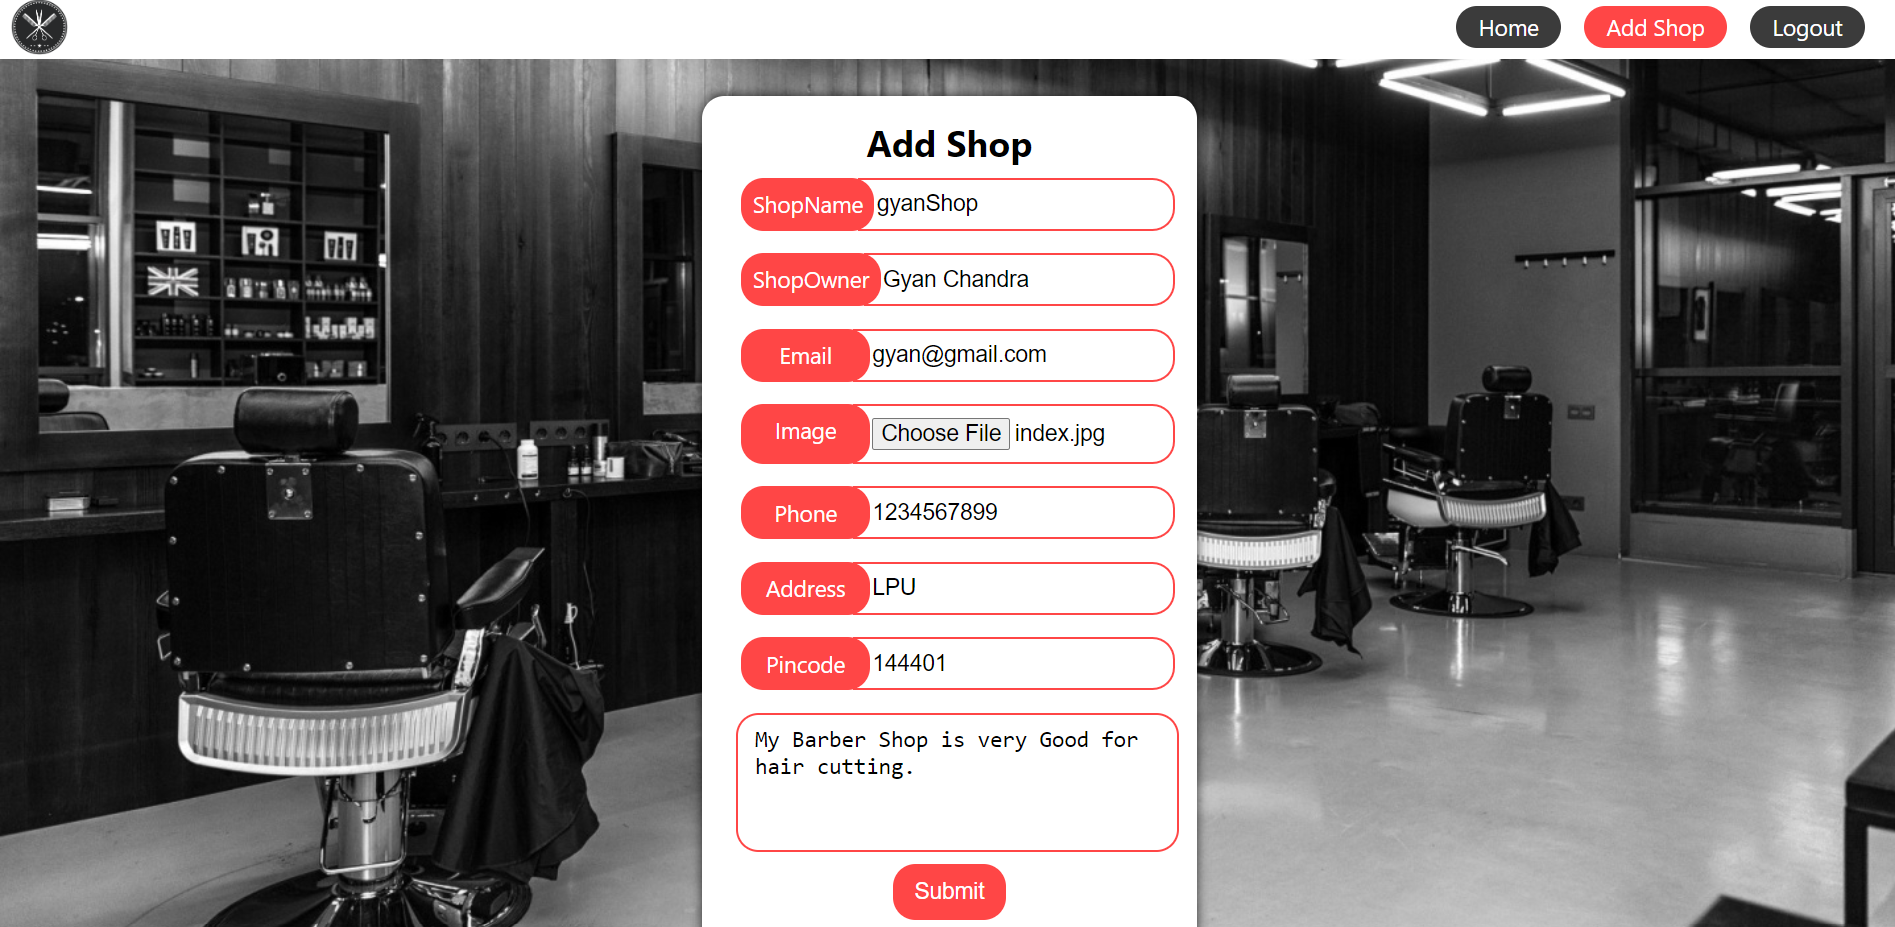 Home Add Shop Logout
Add Shop
ShopName gyanShop
ShopOwner Gyan Chandra
Email gyan@gmail.com
Image Choose File index.jpg
Phone 1234567899
Address LPU
Pincode 144401
My Barber Shop is very Good for
hair cutting.
Submit